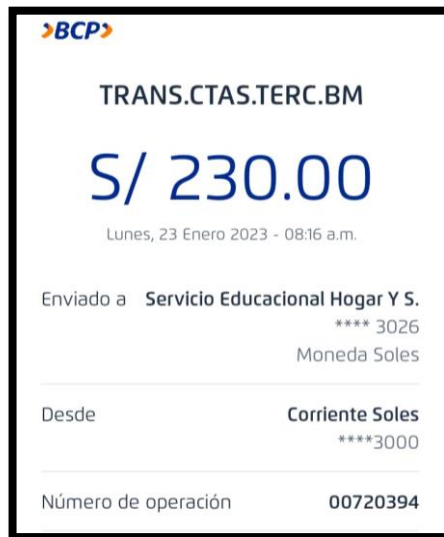 BCP
TRANS.CTAS.TERC.BM
S/ 230.00
Lunes, 23 Enero 2023 - 08:16 a.m.
Enviado a Servicio Educacional Hogar Y S.
**** 3026
Moneda Soles
Desde Corriente Soles
****3000
Número de operación 00720394